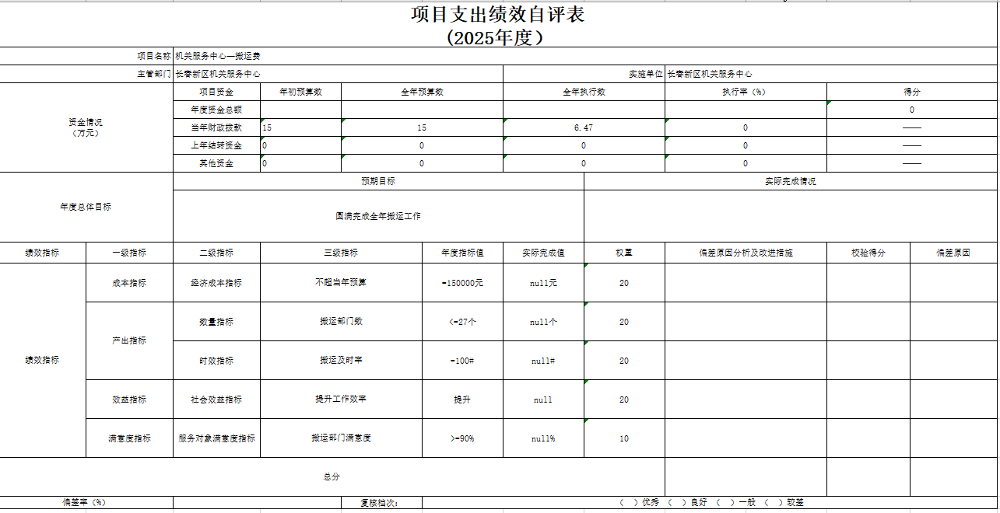 项目支出绩效自评表
(2025年度）
项目名称 机关服务中心—搬运费
主管部门 长春新区机关服务中心 实施单位 长春新区机关服务中心
资金情况
（万元）
项目资金 年初预算数 全年预算数 全年执行数 执行率（%） 得分
年度资金总额 0
当年财政拨款 15 15 6.47 0 ——
上年结转资金 0 0 0 0 ——
其他资金 0 0 0 0 ——
年度总体目标
预期目标 实际完成情况
圆满完成全年搬运工作
绩效指标 一级指标 二级指标 三级指标 年度指标值 实际完成值 权重 偏差原因分析及改进措施 校验得分 偏差原因
绩效指标
成本指标 经济成本指标 不超当年预算 =150000元 null元 20
产出指标
数量指标 搬运部门数 <=27个 null个 20
时效指标 搬运及时率 =100# null# 20
效益指标 社会效益指标 提升工作效率 提升 null 20
满意度指标 服务对象满意度指标 搬运部门满意度 >=90% null% 10
总分
偏差率（%） 复核档次： （ ）优秀 （ ）良好 （ ）一般 （ ）较差